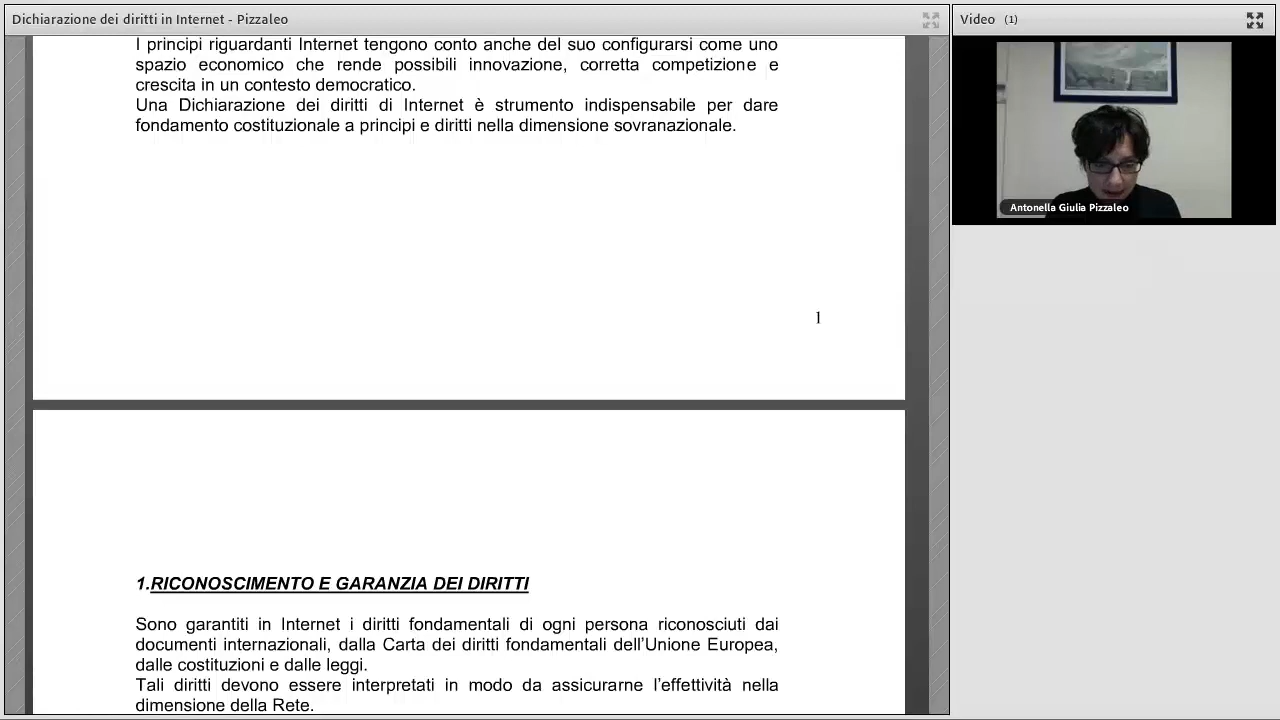 Dichiarazione dei diritti in Internet - Pizzaleo
Video (1)
I principi riguardanti Internet tengono conto anche del suo configurarsi come uno
spazio economico che rende possibili innovazione, corretta competizione e
crescita in un contesto democratico.
Una Dichiarazione dei diritti di Internet è strumento indispensabile per dare
fondamento costituzionale a principi e diritti nella dimensione sovranazionale.
1
1.RICONOSCIMENTO E GARANZIA DEI DIRITTI
Sono garantiti in Internet i diritti fondamentali di ogni persona riconosciuti dai
documenti internazionali, dalla Carta dei diritti fondamentali dell'Unione Europea,
dalle costituzioni e dalle leggi.
Tali diritti devono essere interpretati in modo da assicurarne l'effettività nella
dimensione della Rete.
Antonella Giulia Pizzaleo